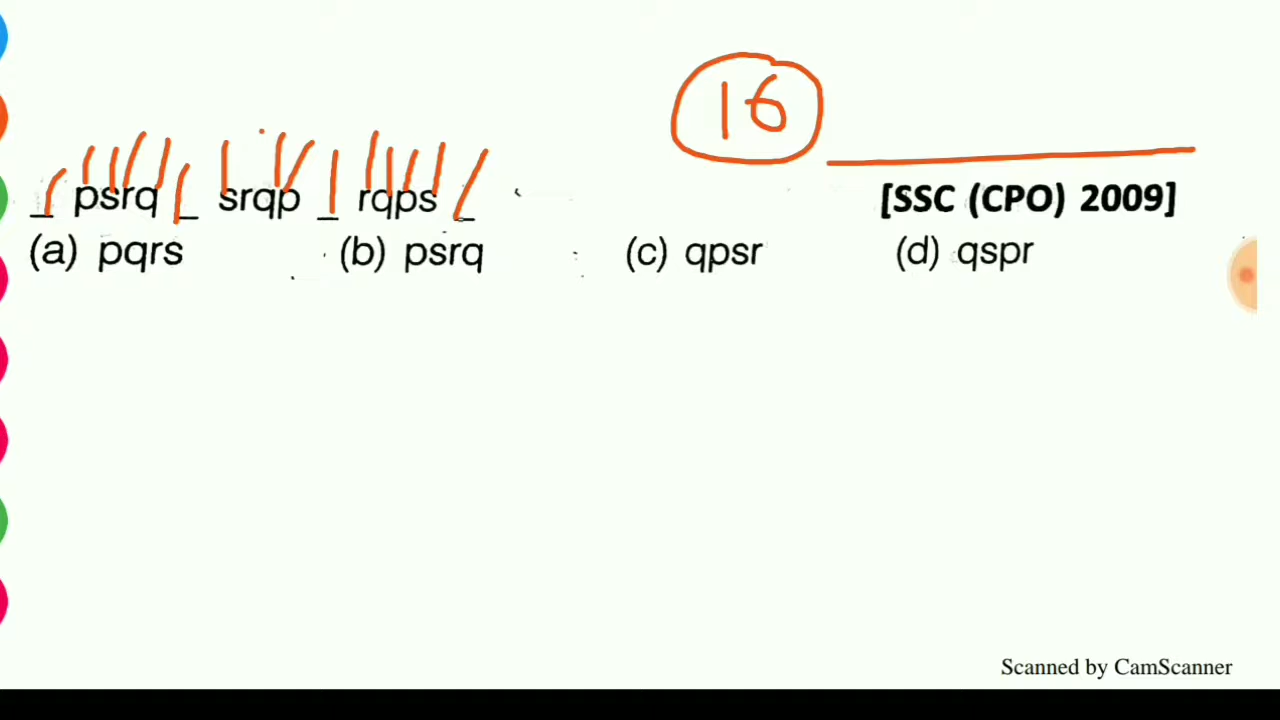 16
_ psrq _ srqp _ rqps _ [SSC (CPO) 2009]
(a) pqrs (b) psrq (c) qpsr (d) qspr
Scanned by CamScanner